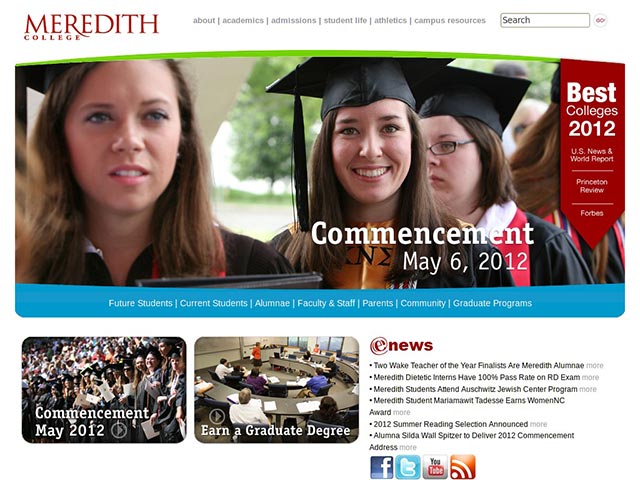 MEREDITH
COLLEGE
about | academics | admissions | student life | athletics | campus resources
Search
GO!
Best
Colleges
2012
U.S. News &
World Report
Princeton
Review
Forbes
ΛΝΣ
Commencement
May 6, 2012
Future Students | Current Students | Alumnae | Faculty & Staff | Parents | Community | Graduate Programs
Commencement
May 2012
Earn a Graduate Degree
enews
• Two Wake Teacher of the Year Finalists Are Meredith Alumnae more
• Meredith Dietetic Interns Have 100% Pass Rate on RD Exam more
• Meredith Students Attend Auschwitz Jewish Center Program more
• Meredith Student Mariamawit Tadesse Earns WomenNC
Award more
• 2012 Summer Reading Selection Announced more
• Alumna Silda Wall Spitzer to Deliver 2012 Commencement
Address more
f
t
You
Tube